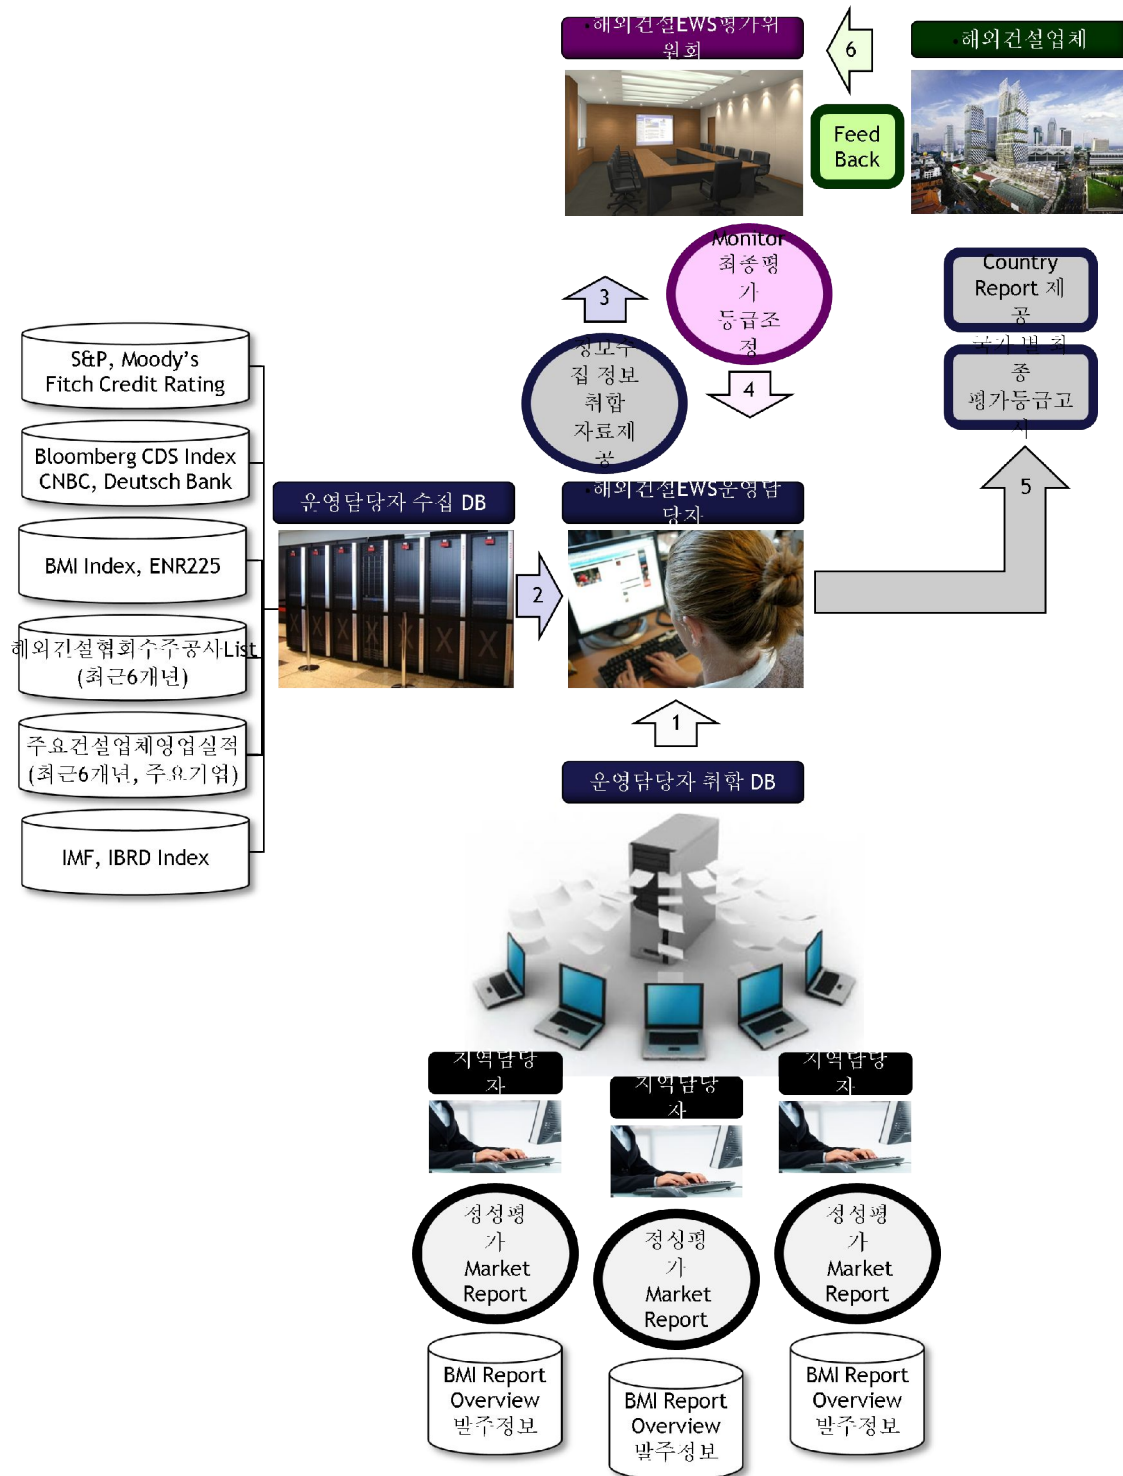 ·해외건설EWS평가위
원회
6
·해외건설업체
Feed
Back
Monitor
최종평
가
등급조
정
3
정보수
집 정보
취합
자료제
공
4
Country
Report 제
공
국가 별 최
종
평가등급고
시
5
S&P, Moody's
Fitch Credit Rating
Bloomberg CDS Index
CNBC, Deutsch Bank
BMI Index, ENR225
해외건설협회수주공사List
(최근6개년)
주요건설업체영업실적
(최근6개년, 주요기업)
IMF, IBRD Index
운영담당자 수집 DB
2
·해외건설EWS운영담
당자
1
운영담당자 취합 DB
지역담당
자
지역담당
자
지역담당
자
정성평
가
Market
Report
정성평
가
Market
Report
정성평
가
Market
Report
BMI Report
Overview
발주정보
BMI Report
Overview
발주정보
BMI Report
Overview
발주정보